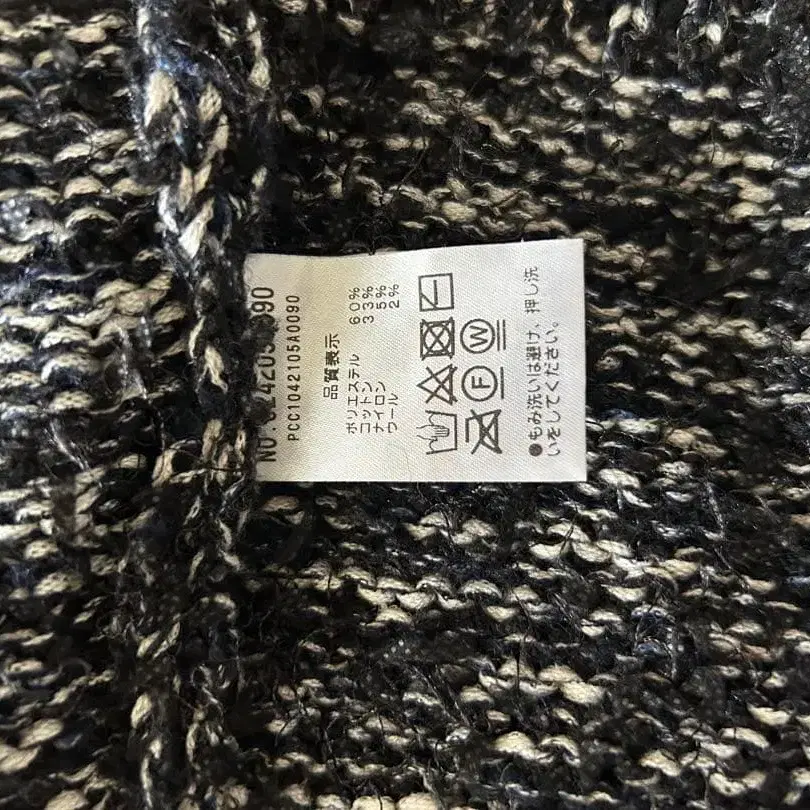 PCC1042105A0090
品質表示
ポリエステル 60%
コットン 33%
ナイロン 5%
ウール 2%
F W
●もみ洗いは避け、押し洗
いをしてください。